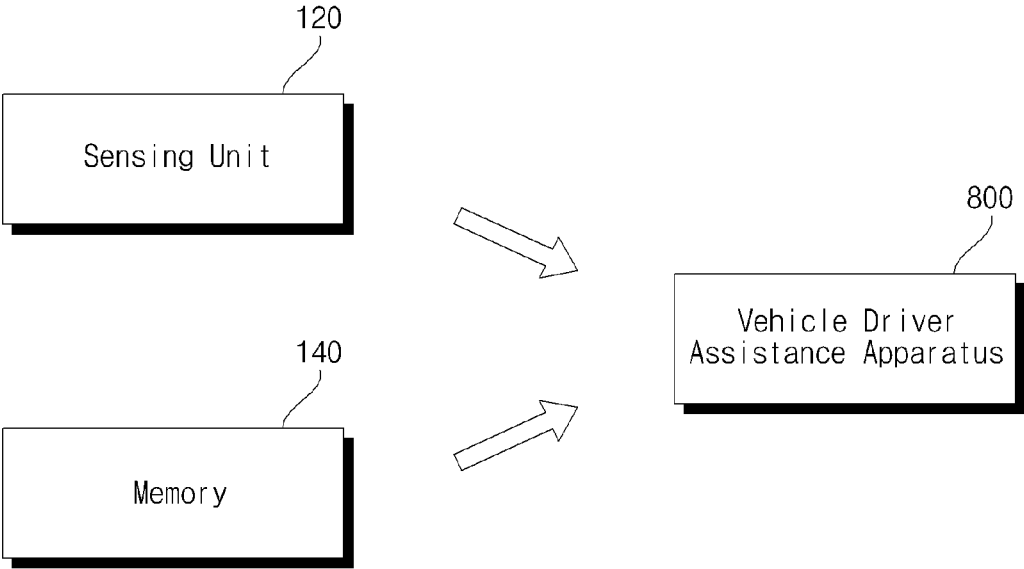 120
Sensing Unit
800
Vehicle Driver
Assistance Apparatus
140
Memory